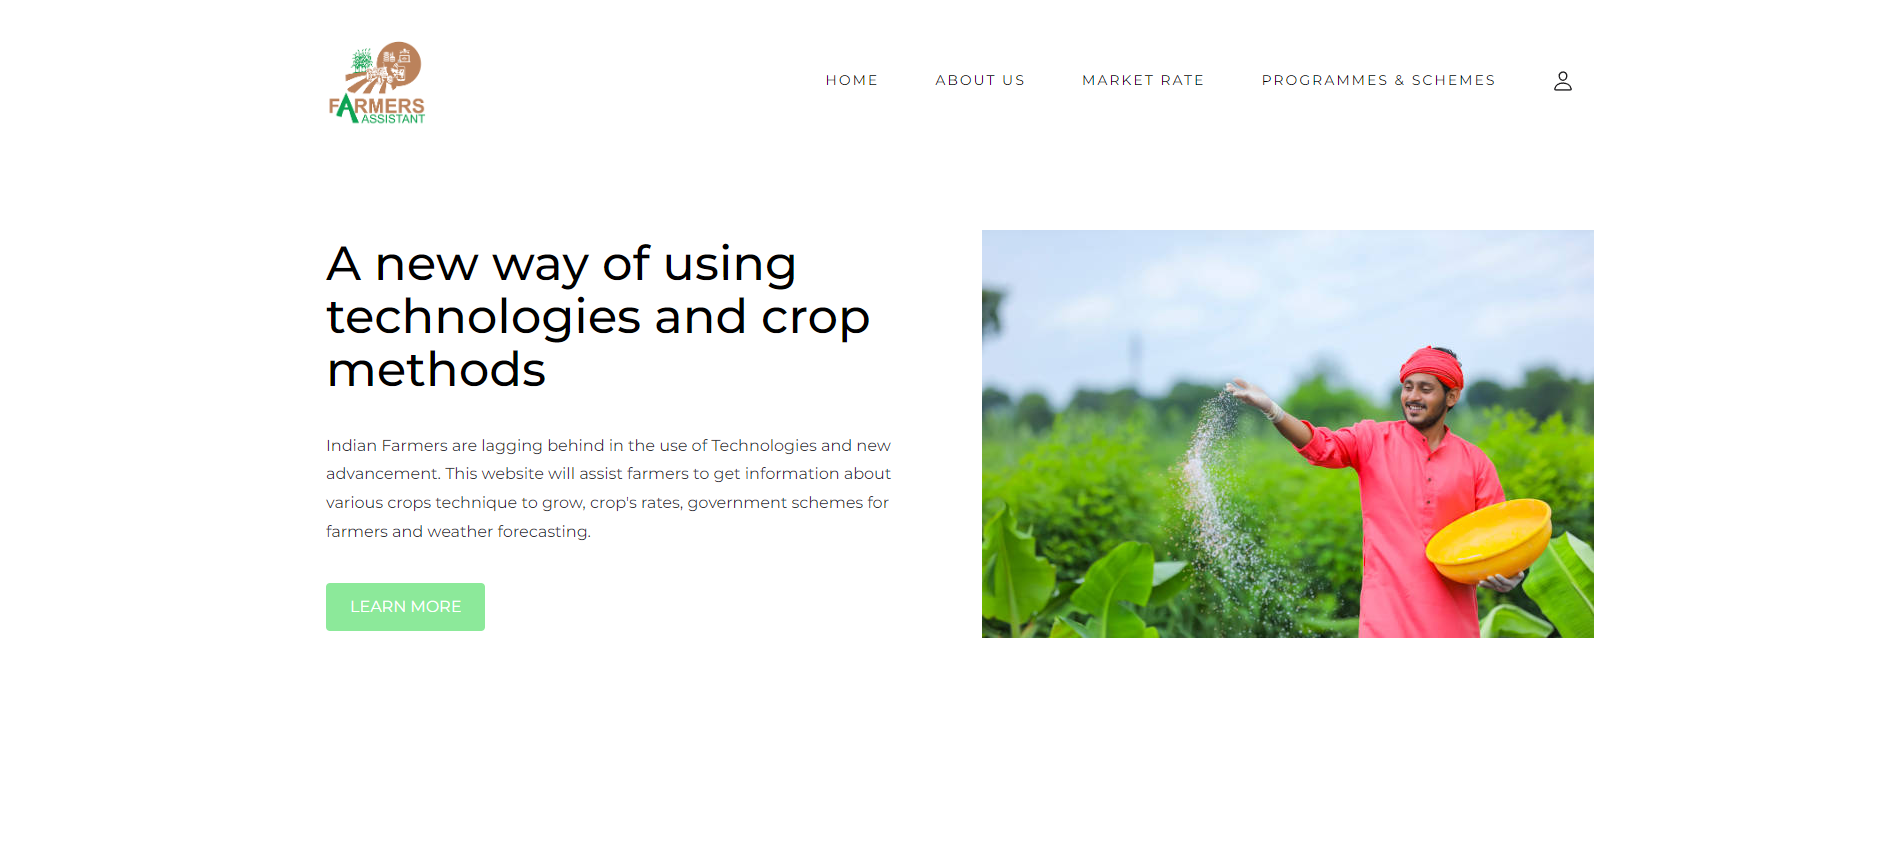 FARMERS
ASSISTANT
HOME ABOUT US MARKET RATE PROGRAMMES & SCHEMES
A new way of using
technologies and crop
methods
Indian Farmers are lagging behind in the use of Technologies and new
advancement. This website will assist farmers to get information about
various crops technique to grow, crop's rates, government schemes for
farmers and weather forecasting.
LEARN MORE